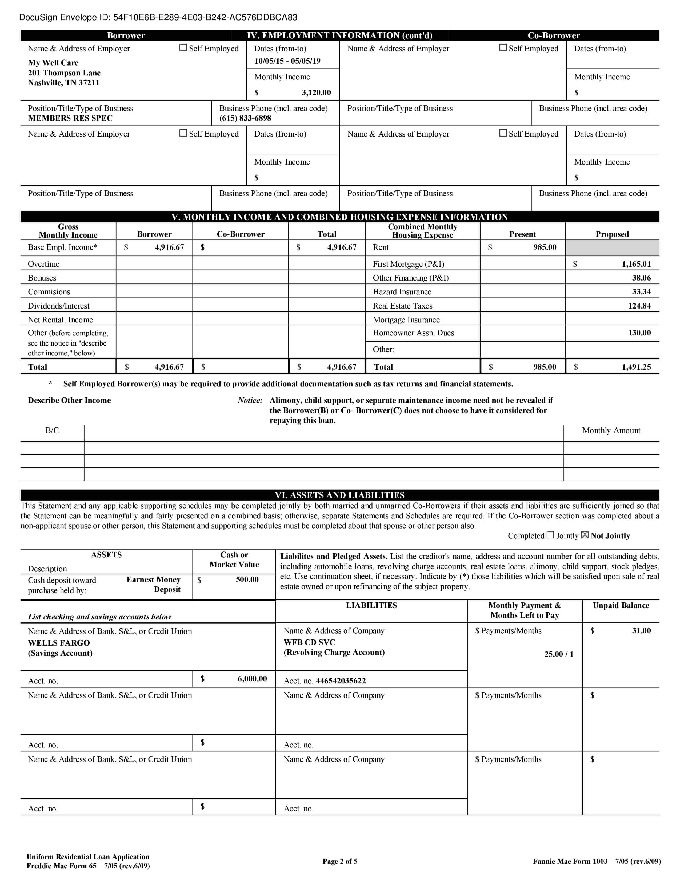 DocuSign Envelope ID: 54F10E6B-E289-4E03-B242-AC576DDBCA83
Borrower IV. EMPLOYMENT INFORMATION (cont'd) Co-Borrower
Name & Address of Employer ☐ Self Employed Dates (from-to) Name & Address of Employer ☐ Self Employed Dates (from-to)
My Well Care 10/05/15 - 05/05/19
201 Thompson Lane Monthly Income Monthly Income
Nashville, TN 37211
$ 3,120.00 $
Position/Title/Type of Business Business Phone (incl. area code) Position/Title/Type of Business Business Phone (incl. area code)
MEMBERS RES SPEC (615) 833-6898
Name & Address of Employer ☐ Self Employed Dates (from-to) Name & Address of Employer ☐ Self Employed Dates (from-to)
Monthly Income Monthly Income
$ $
Position/Title/Type of Business Business Phone (incl. area code) Position/Title/Type of Business Business Phone (incl. area code)
V. MONTHLY INCOME AND COMBINED HOUSING EXPENSE INFORMATION
Gross Monthly Income Borrower Co-Borrower Total Combined Monthly Housing Expense Present Proposed
Base Empl. Income* $ 4,916.67 $ $ 4,916.67 Rent $ 985.00
Overtime First Mortgage (P&I) $ 1,165.01
Bonuses Other Financing (P&I) 38.06
Commissions Hazard Insurance 33.34
Dividends/Interest Real Estate Taxes 124.84
Net Rental Income Mortgage Insurance
Other (before completing, Homeowner Assn. Dues 130.00
see the notice in "describe
other income," below) Other:
Total $ 4,916.67 $ $ 4,916.67 Total $ 985.00 $ 1,491.25
* Self Employed Borrower(s) may be required to provide additional documentation such as tax returns and financial statements.
Describe Other Income Notice: Alimony, child support, or separate maintenance income need not be revealed if
the Borrower(B) or Co- Borrower(C) does not choose to have it considered for
repaying this loan.
B/C Monthly Amount
VI. ASSETS AND LIABILITIES
This Statement and any applicable supporting schedules may be completed jointly by both married and unmarried Co-Borrowers if their assets and liabilities are sufficiently joined so that
the Statement can be meaningfully and fairly presented on a combined basis; otherwise, separate Statements and Schedules are required. If the Co-Borrower section was completed about a
non-applicant spouse or other person, this Statement and supporting schedules must be completed about that spouse or other person also.
Completed ☐ Jointly ☒ Not Jointly
ASSETS Cash or Market Value
Description
Cash deposit toward purchase held by: Earnest Money Deposit $ 500.00
Liabilites and Pledged Assets. List the creditor's name, address and account number for all outstanding debts,
including automobile loans, revolving charge accounts, real estate loans, alimony, child support, stock pledges,
etc. Use continuation sheet, if necessary. Indicate by (*) those liabilities which will be satisfied upon sale of real
estate owned or upon refinancing of the subject property.
List checking and savings accounts below LIABILITIES Monthly Payment & Months Left to Pay Unpaid Balance
Name & Address of Bank, S&L, or Credit Union Name & Address of Company $ Payments/Months $ 31.00
WELLS FARGO WFB CD SVC
(Savings Account) (Revolving Charge Account) 25.00 / 1
Acct. no. $ 6,000.00 Acct. no. 446542035622
Name & Address of Bank, S&L, or Credit Union Name & Address of Company $ Payments/Months $
Acct. no. $ Acct. no.
Name & Address of Bank, S&L, or Credit Union Name & Address of Company $ Payments/Months $
Acct. no. $ Acct. no.
Uniform Residential Loan Application Page 2 of 5 Fannie Mae Form 1003 7/05 (rev.6/09)
Freddie Mac Form 65 7/05 (rev.6/09)